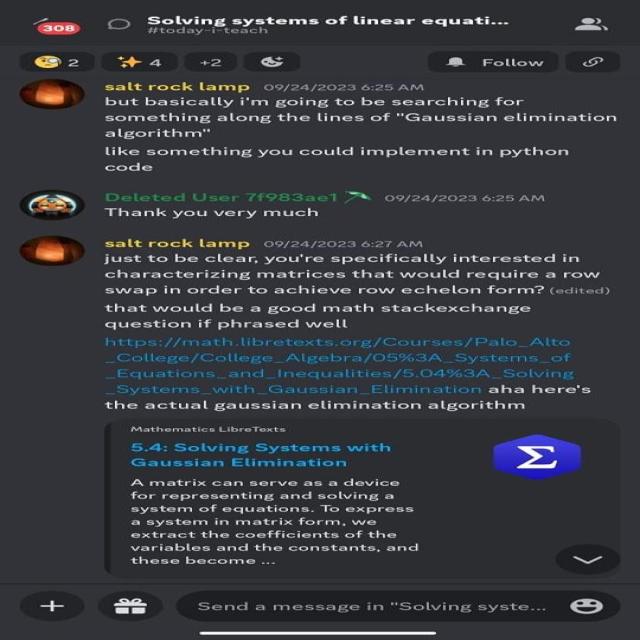 308
Solving systems of linear equati...
#today-i-teach
2
4
+2
Follow
salt rock lamp 09/24/2023 6:25 AM
but basically i'm going to be searching for
something along the lines of "Gaussian elimination
algorithm"
like something you could implement in python
code
Deleted User 7f983ae1 09/24/2023 6:25 AM
Thank you very much
salt rock lamp 09/24/2023 6:27 AM
just to be clear, you're specifically interested in
characterizing matrices that would require a row
swap in order to achieve row echelon form? (edited)
that would be a good math stackexchange
question if phrased well
https://math.libretexts.org/Courses/Palo_Alto
_College/College_Algebra/05%3A_Systems_of
_Equations_and_Inequalities/5.04%3A_Solving
_Systems_with_Gaussian_Elimination aha here's
the actual gaussian elimination algorithm
Mathematics LibreTexts
5.4: Solving Systems with
Gaussian Elimination
Σ
A matrix can serve as a device
for representing and solving a
system of equations. To express
a system in matrix form, we
extract the coefficients of the
variables and the constants, and
these become ...
Send a message in "Solving syste...